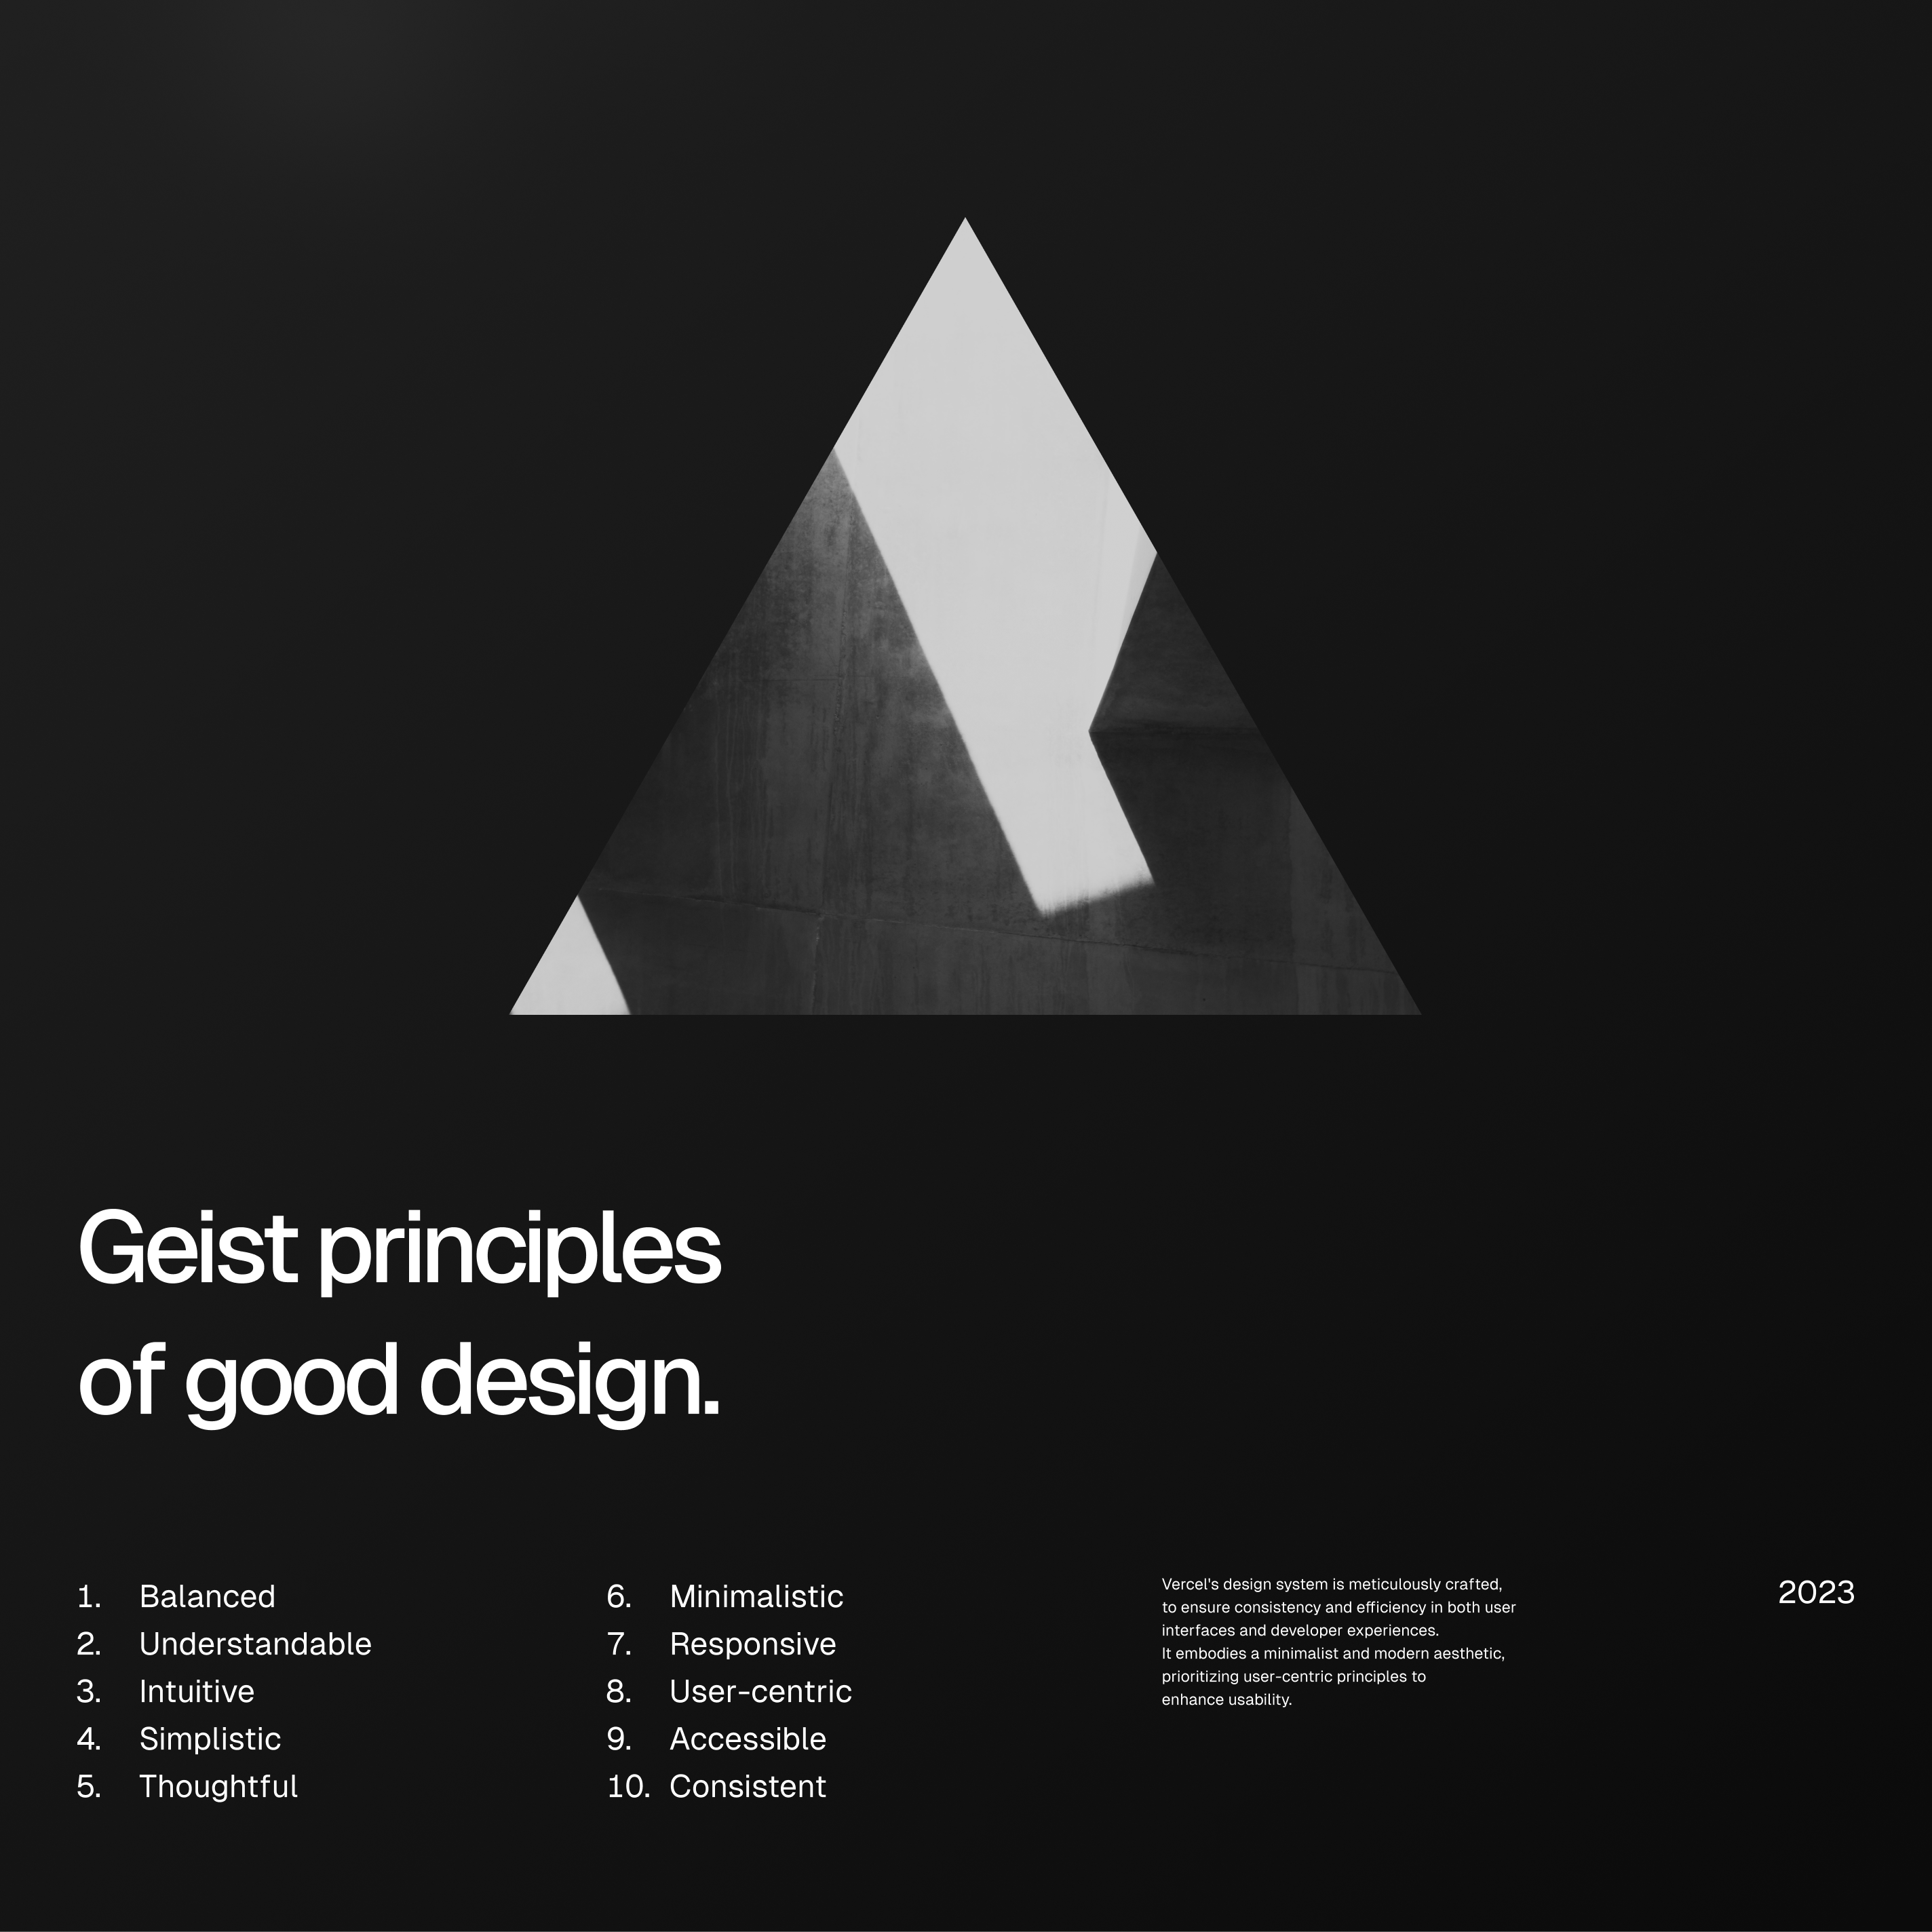 Geist principles
of good design.
1. Balanced
2. Understandable
3. Intuitive
4. Simplistic
5. Thoughtful
6. Minimalistic
7. Responsive
8. User-centric
9. Accessible
10. Consistent
Vercel's design system is meticulously crafted,
to ensure consistency and efficiency in both user
interfaces and developer experiences.
It embodies a minimalist and modern aesthetic,
prioritizing user-centric principles to
enhance usability.
2023